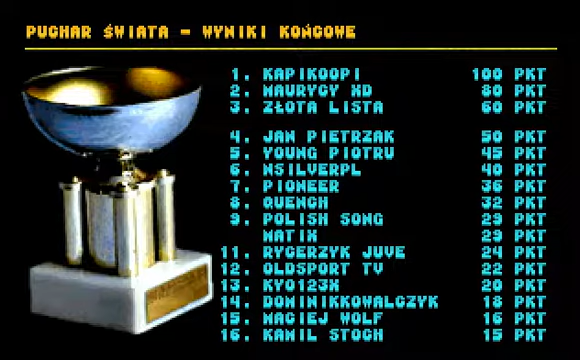 PUCHAR ŚWIATA - WYNIKI KOŃCOWE
1. KAPIKOOPI 100 PKT
2. MAURYCY XD 80 PKT
3. ZŁOTA LISTA 60 PKT
4. JAN PIETRZAK 50 PKT
5. YOUNG PIOTRU 45 PKT
6. NSILVERPL 40 PKT
7. PIONEER 36 PKT
8. QUENCH 32 PKT
9. POLISH SONG 29 PKT
MATIX 29 PKT
11. RYCERZYK JUVE 24 PKT
12. OLDSPORT TV 22 PKT
13. KYO123X 20 PKT
14. DOMINIKKOWALCZYK 18 PKT
15. MACIEJ WOLF 16 PKT
16. KAMIL STOCH 15 PKT